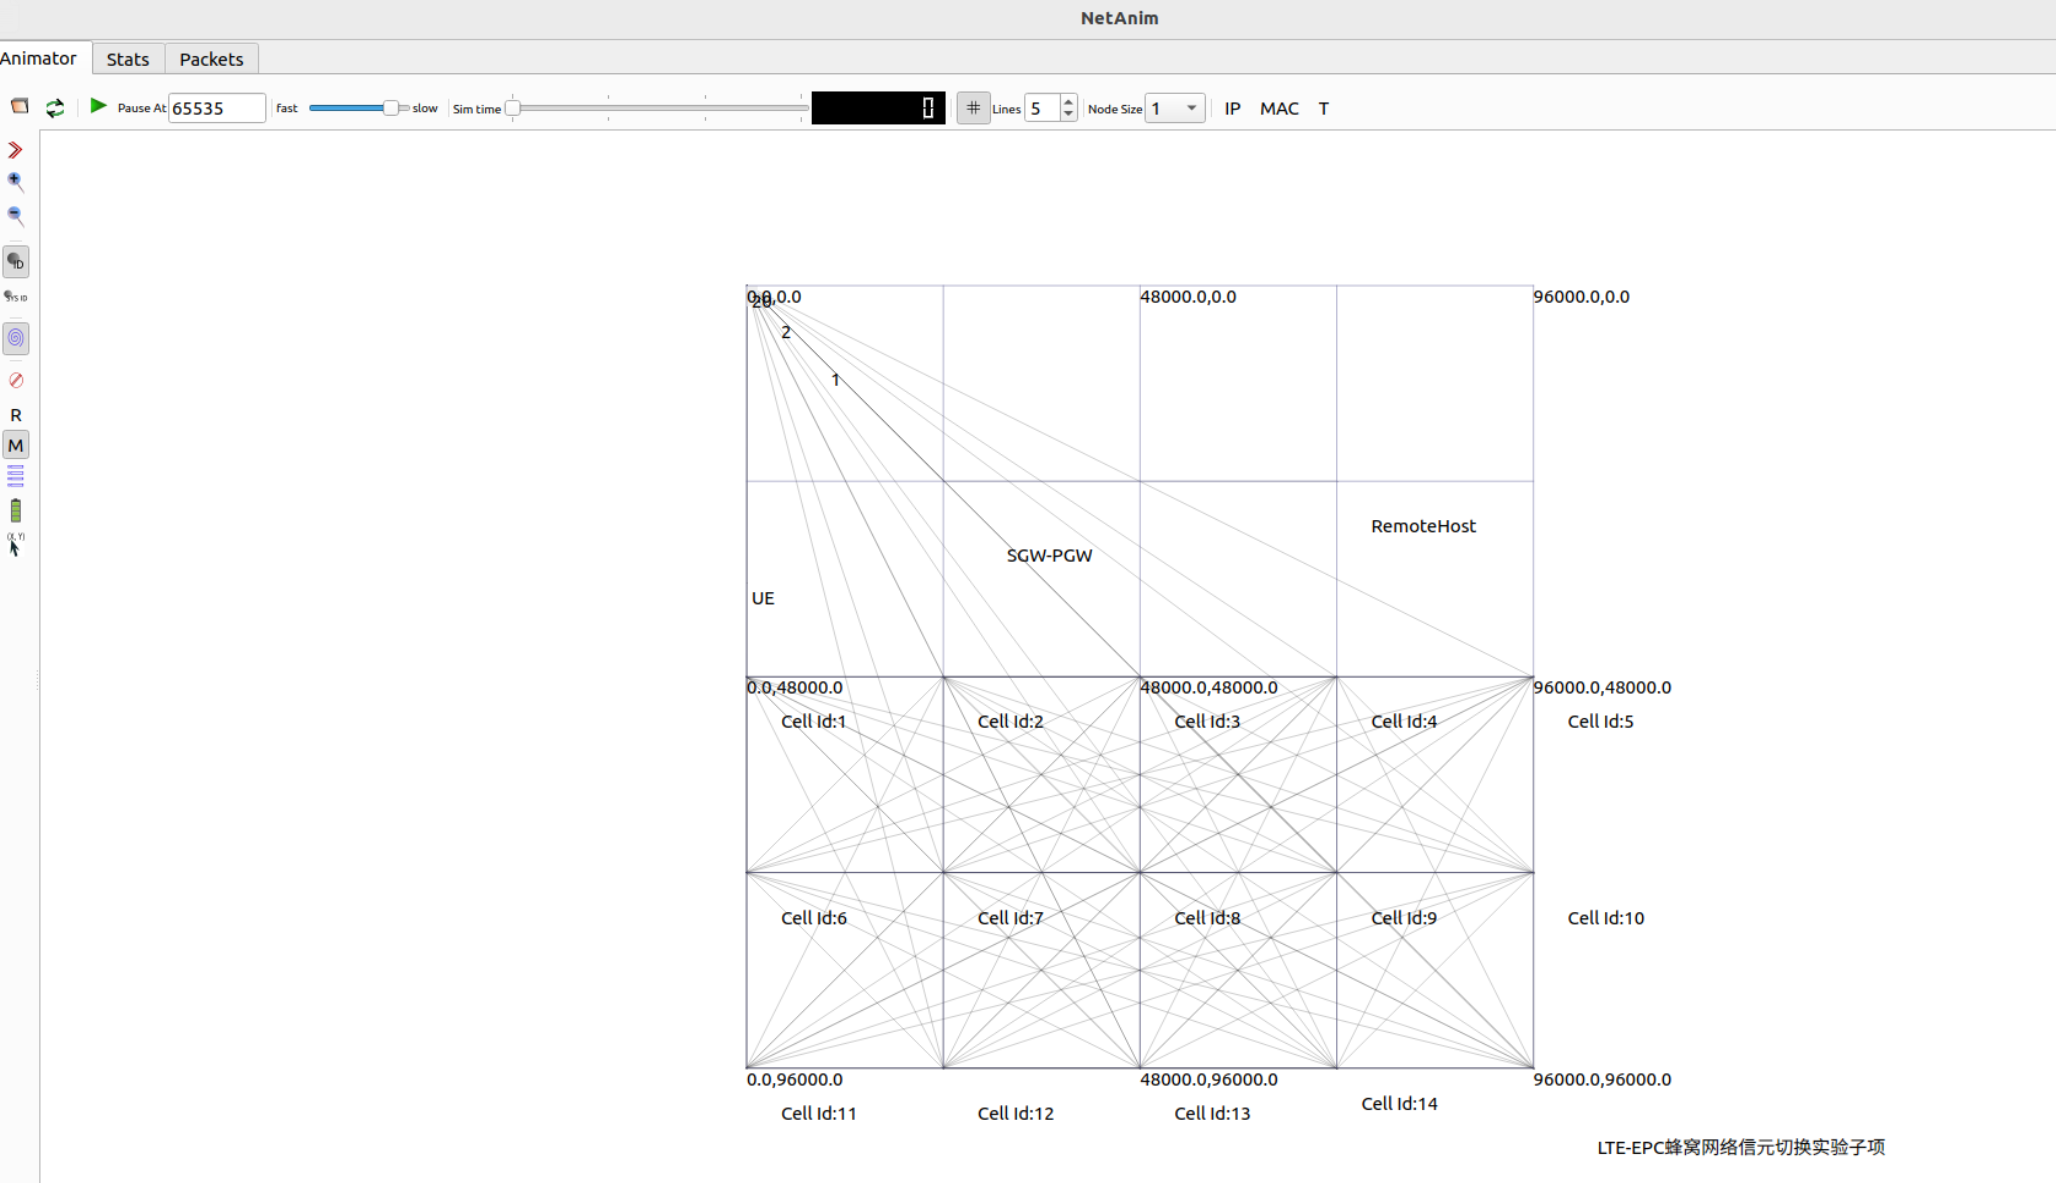 NetAnim
Animator Stats Packets
Pause At 65535 fast slow Sim time 0 Lines 5 Node Size 1 IP MAC T
ID
SYS ID
R
M
(X, Y)
0.0,0.0 48000.0,0.0 96000.0,0.0
2
1
RemoteHost
SGW-PGW
UE
0.0,48000.0 48000.0,48000.0 96000.0,48000.0
Cell Id:1 Cell Id:2 Cell Id:3 Cell Id:4 Cell Id:5
Cell Id:6 Cell Id:7 Cell Id:8 Cell Id:9 Cell Id:10
0.0,96000.0 48000.0,96000.0 96000.0,96000.0
Cell Id:11 Cell Id:12 Cell Id:13 Cell Id:14
LTE-EPC蜂窝网络信元切换实验子项